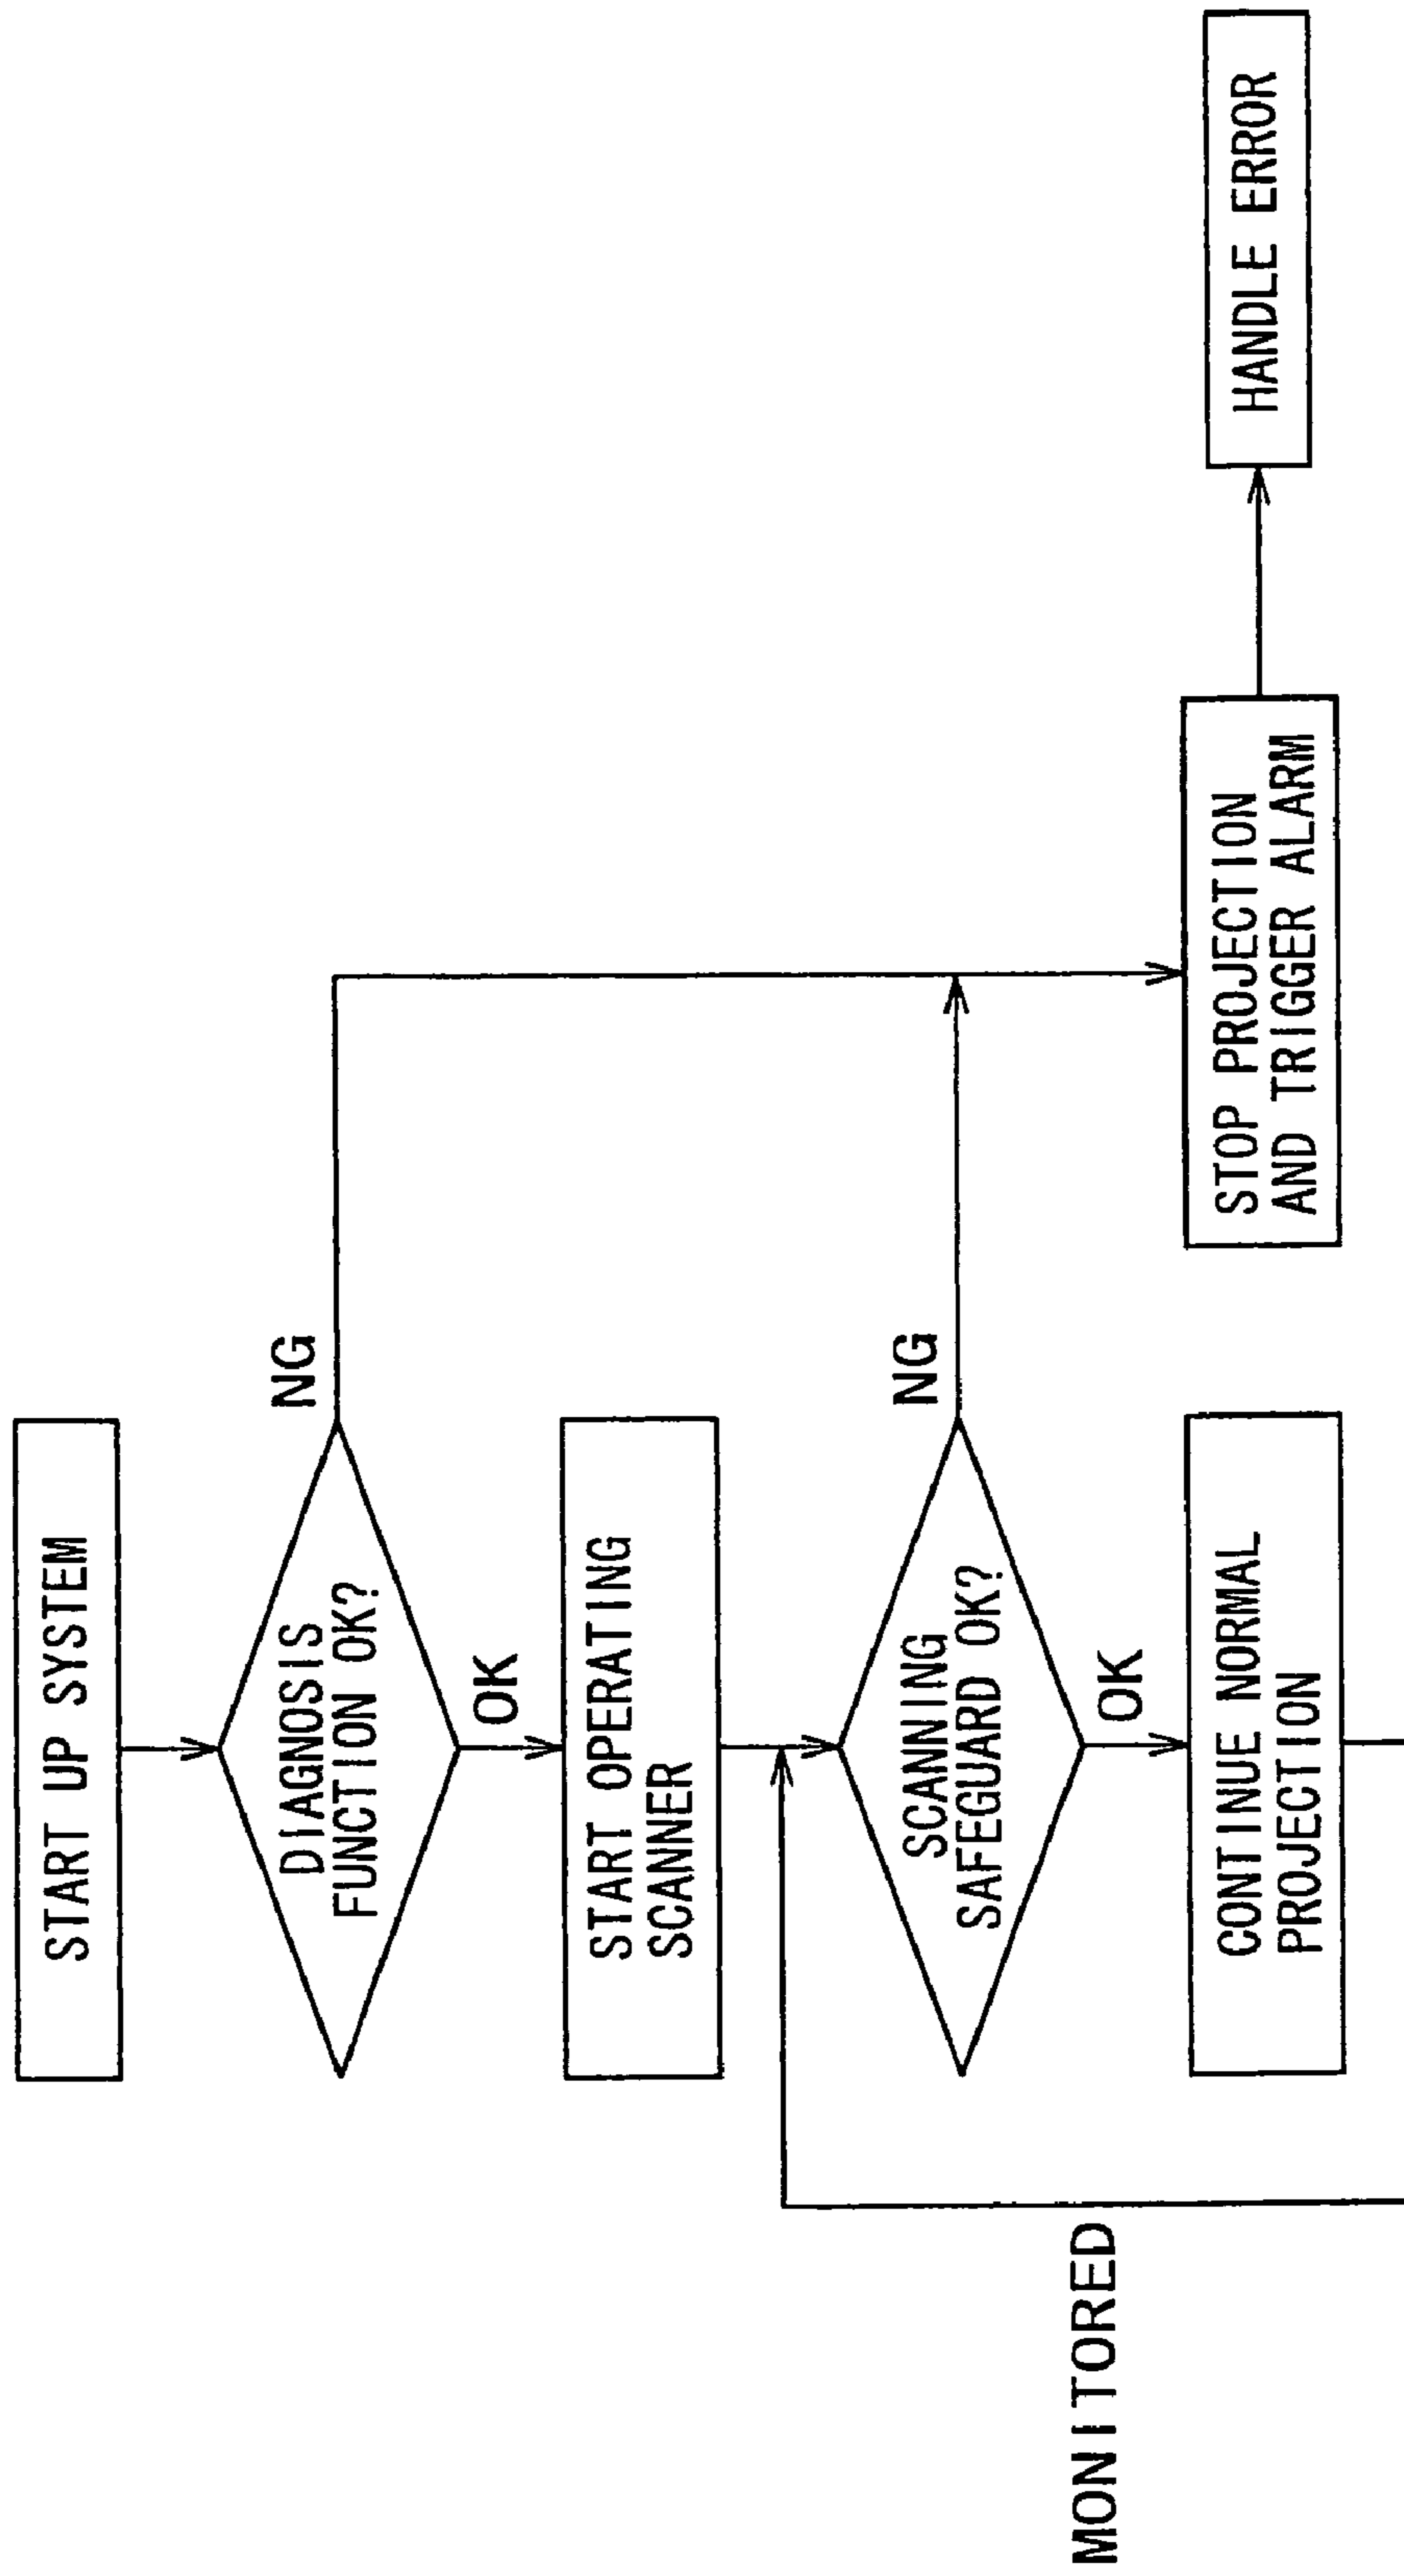 START UP SYSTEM
DIAGNOSIS
FUNCTION OK?
NG
OK
START OPERATING
SCANNER
SCANNING
SAFEGUARD OK?
NG
OK
MONITORED
CONTINUE NORMAL
PROJECTION
STOP PROJECTION
AND TRIGGER ALARM
HANDLE ERROR